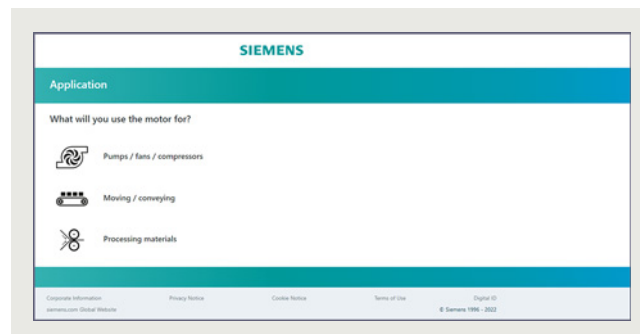 SIEMENS
Application
What will you use the motor for?
Pumps / fans / compressors
Moving / conveying
Processing materials
Corporate Information Privacy Notice Cookie Notice Terms of Use Digital ID
siemens.com Global Website © Siemens 1996 - 2022